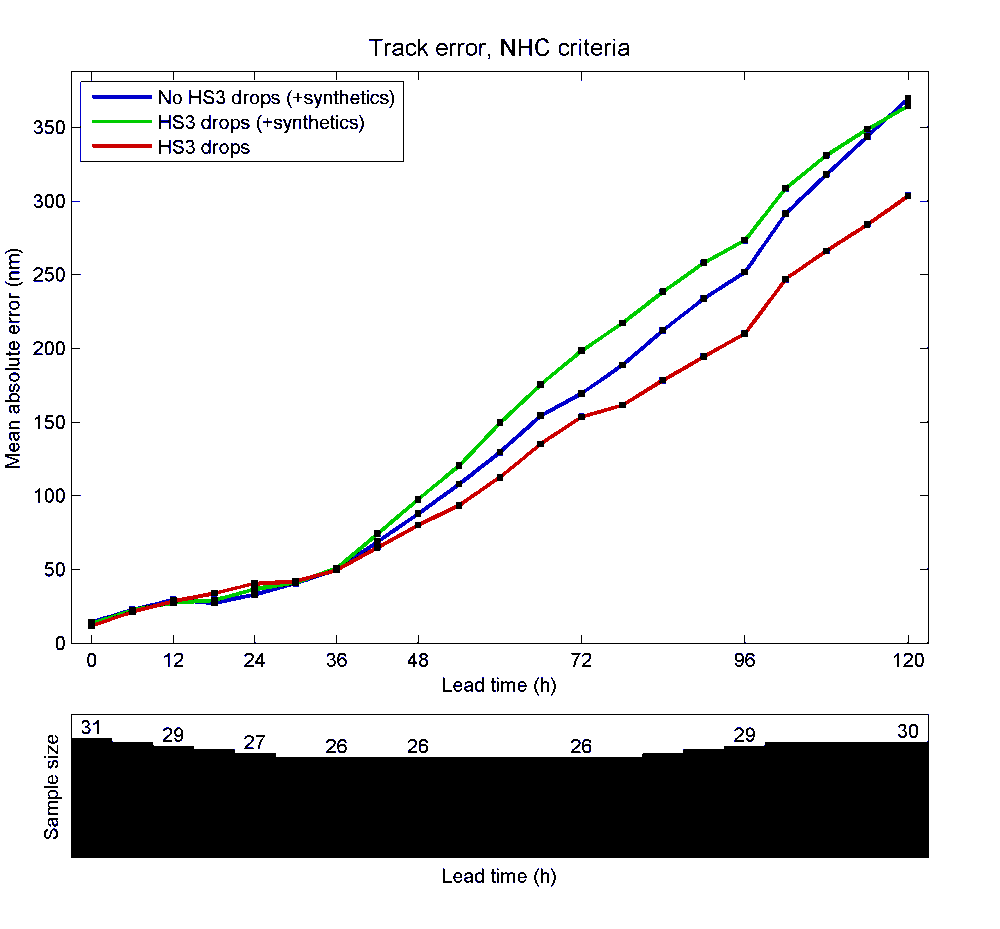 Track error, NHC criteria
No HS3 drops (+synthetics)
HS3 drops (+synthetics)
HS3 drops
Mean absolute error (nm)
350
300
250
200
150
100
50
0
0 12 24 36 48 72 96 120
Lead time (h)
Sample size
31 29 27 26 26 26 29 30
Lead time (h)